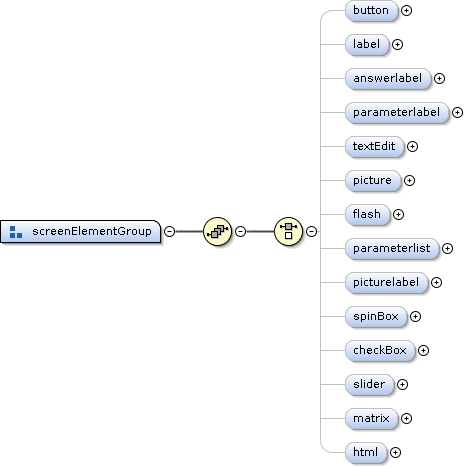 button
label
answerlabel
parameterlabel
textEdit
picture
flash
screenElementGroup
parameterlist
picturelabel
spinBox
checkBox
slider
matrix
html